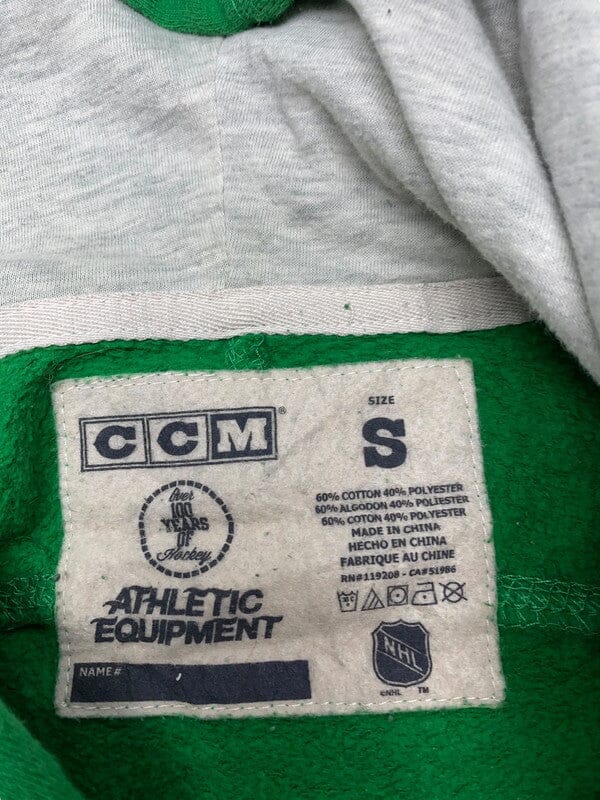 CCM®
Over
100
YEARS
OF
Hockey
ATHLETIC
EQUIPMENT
NAME#
SIZE
S
60% COTTON 40% POLYESTER
60% ALGODON 40% POLIESTER
60% COTON 40% POLYESTER
MADE IN CHINA
HECHO EN CHINA
FABRIQUE AU CHINE
RN#119208 - CA#51986
NHL
©NHL TM